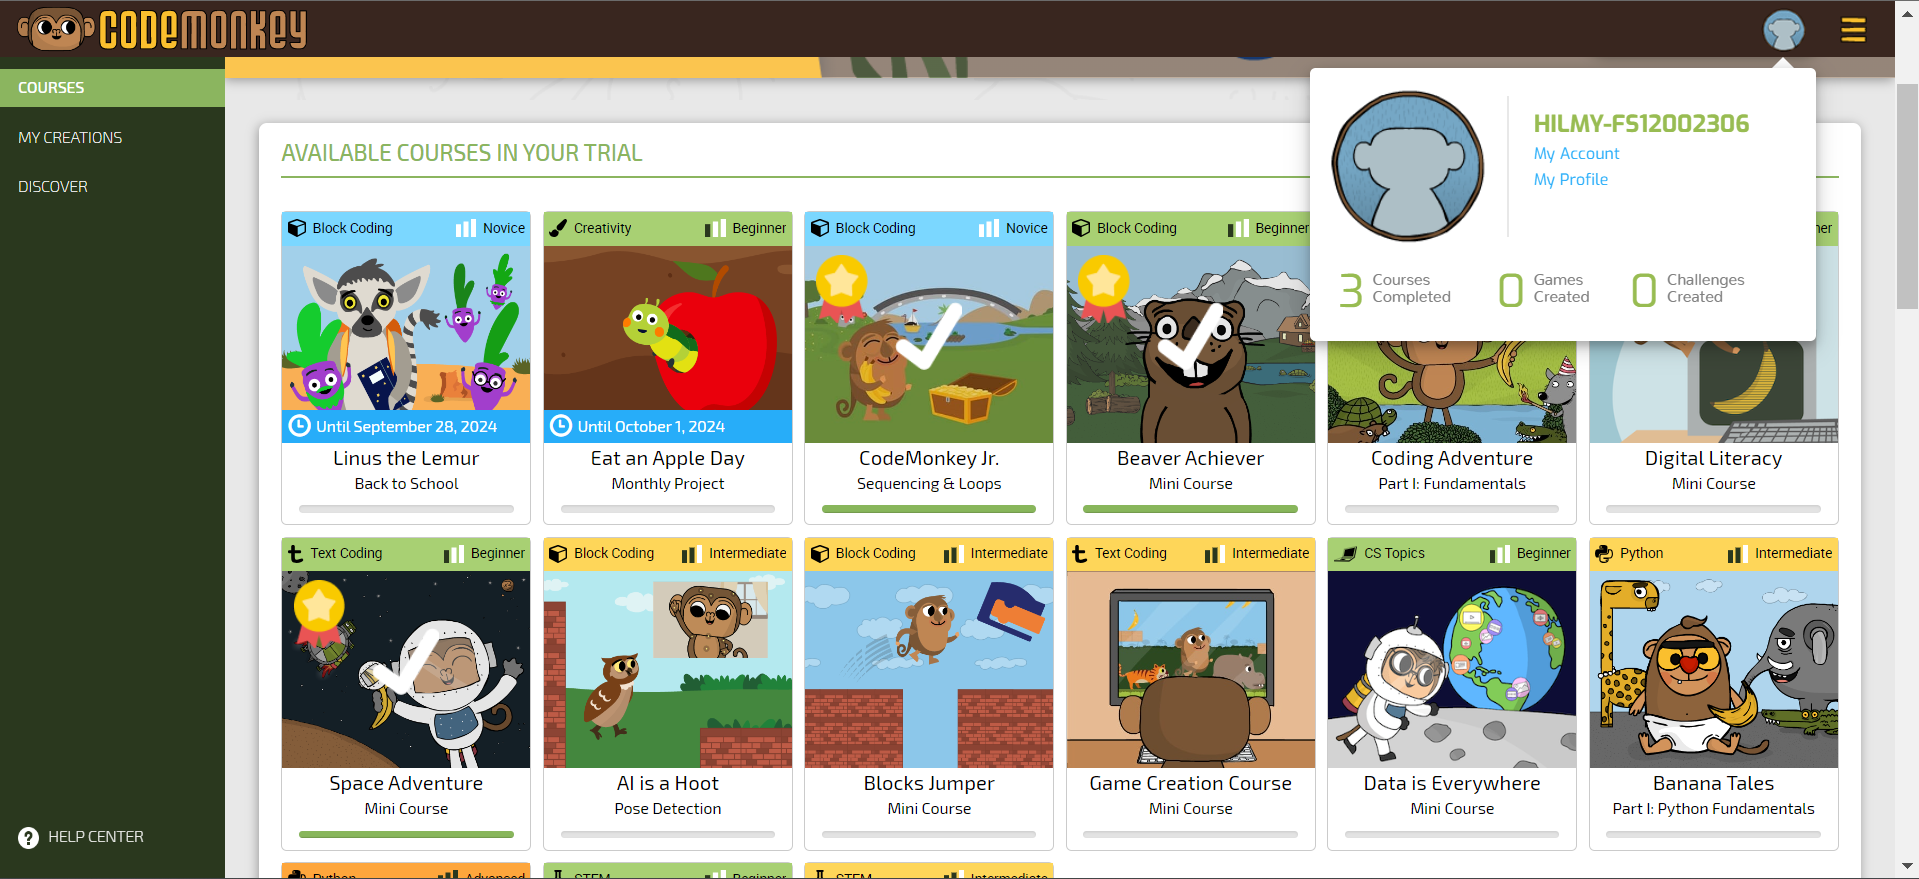 CODEMONKEY
COURSES
MY CREATIONS
DISCOVER
HELP CENTER
HILMY-FS12002306
My Account
My Profile
3 Courses Completed
0 Games Created
0 Challenges Created
AVAILABLE COURSES IN YOUR TRIAL
Block Coding Novice
Until September 28, 2024
Linus the Lemur
Back to School
Creativity Beginner
Until October 1, 2024
Eat an Apple Day
Monthly Project
Block Coding Novice
CodeMonkey Jr.
Sequencing & Loops
Block Coding Beginner
Beaver Achiever
Mini Course
Coding Adventure
Part I: Fundamentals
Digital Literacy
Mini Course
Text Coding Beginner
Space Adventure
Mini Course
Block Coding Intermediate
AI is a Hoot
Pose Detection
Block Coding Intermediate
Blocks Jumper
Mini Course
Text Coding Intermediate
Game Creation Course
Mini Course
CS Topics Beginner
Data is Everywhere
Mini Course
Python Intermediate
Banana Tales
Part I: Python Fundamentals
Python Advanced
STEM Beginner
STEM Intermediate